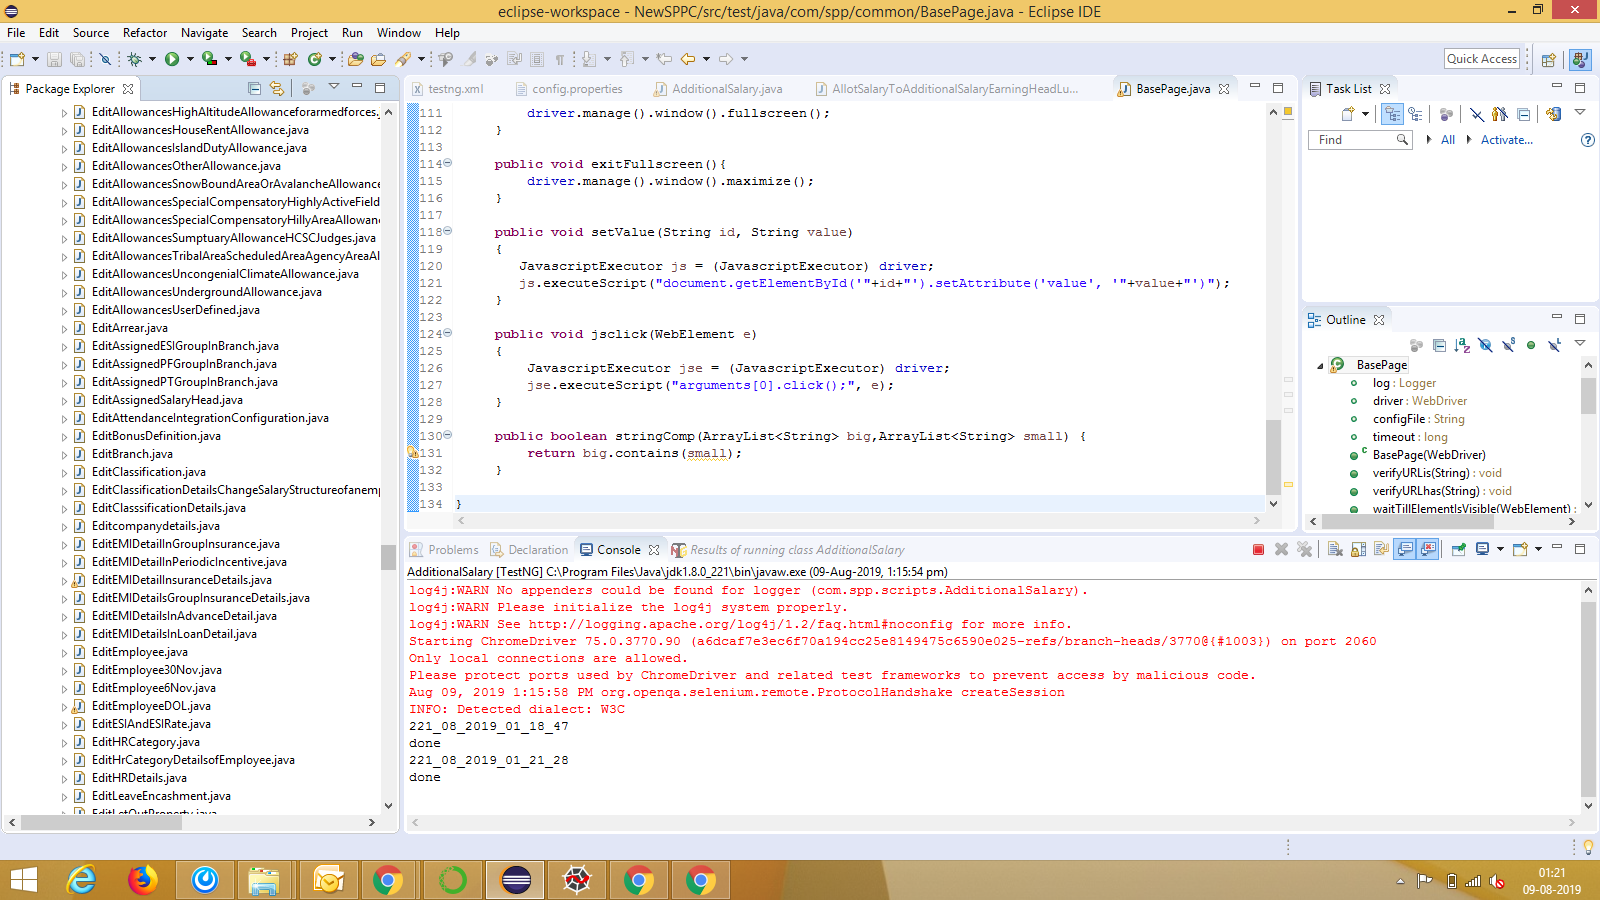 eclipse-workspace - NewSPPC/src/test/java/com/spp/common/BasePage.java - Eclipse IDE
File Edit Source Refactor Navigate Search Project Run Window Help
Quick Access
Package Explorer
EditAllowancesHighAltitudeAllowanceforarmedforces.
EditAllowancesHouseRentAllowance.java
EditAllowancesIslandDutyAllowance.java
EditAllowancesOtherAllowance.java
EditAllowancesSnowBoundAreaOrAvalancheAllowance
EditAllowancesSpecialCompensatoryHighlyActiveField
EditAllowancesSpecialCompensatoryHillyAreaAllowan
EditAllowancesSumptuaryAllowanceHCSCJudges.java
EditAllowancesTribalAreaScheduledAreaAgencyAreaAl
EditAllowancesUncongenialClimateAllowance.java
EditAllowancesUndergroundAllowance.java
EditAllowancesUserDefined.java
EditArrear.java
EditAssignedESIGroupInBranch.java
EditAssignedPFGroupInBranch.java
EditAssignedPTGroupInBranch.java
EditAssignedSalaryHead.java
EditAttendanceIntegrationConfiguration.java
EditBonusDefinition.java
EditBranch.java
EditClassification.java
EditClassificationDetailsChangeSalaryStructureofanemp
EditClasssificationDetails.java
Editcompanydetails.java
EditEMIDetailInGroupInsurance.java
EditEMIDetailInPeriodicIncentive.java
EditEMIDetailInsuranceDetails.java
EditEMIDetailsGroupInsuranceDetails.java
EditEMIDetailsInAdvanceDetail.java
EditEMIDetailsInLoanDetail.java
EditEmployee.java
EditEmployee30Nov.java
EditEmployee6Nov.java
EditEmployeeDOL.java
EditESIAndESIRate.java
EditHRCategory.java
EditHrCategoryDetailsofEmployee.java
EditHRDetails.java
EditLeaveEncashment.java
EditLetOutProperty.java
testng.xml config.properties AdditionalSalary.java AllotSalaryToAdditionalSalaryEarningHeadLu... BasePage.java
111 driver.manage().window().fullscreen();
112 }
113
114 public void exitFullscreen(){
115 driver.manage().window().maximize();
116 }
117
118 public void setValue(String id, String value)
119 {
120 JavascriptExecutor js = (JavascriptExecutor) driver;
121 js.executeScript("document.getElementById('"+id+"').setAttribute('value', '"+value+"')");
122 }
123
124 public void jsclick(WebElement e)
125 {
126 JavascriptExecutor jse = (JavascriptExecutor) driver;
127 jse.executeScript("arguments[0].click();", e);
128 }
129
130 public boolean stringComp(ArrayList<String> big,ArrayList<String> small) {
131 return big.contains(small);
132 }
133
134 }
Task List
Find All Activate...
Outline
BasePage
log : Logger
driver : WebDriver
configFile : String
timeout : long
BasePage(WebDriver)
verifyURLis(String) : void
verifyURLhas(String) : void
waitTillElementIsVisible(WebElement) :
Problems Declaration Console Results of running class AdditionalSalary
AdditionalSalary [TestNG] C:\Program Files\Java\jdk1.8.0_221\bin\javaw.exe (09-Aug-2019, 1:15:54 pm)
log4j:WARN No appenders could be found for logger (com.spp.scripts.AdditionalSalary).
log4j:WARN Please initialize the log4j system properly.
log4j:WARN See http://logging.apache.org/log4j/1.2/faq.html#noconfig for more info.
Starting ChromeDriver 75.0.3770.90 (a6dcaf7e3ec6f70a194cc25e8149475c6590e025-refs/branch-heads/3770@{#1003}) on port 2060
Only local connections are allowed.
Please protect ports used by ChromeDriver and related test frameworks to prevent access by malicious code.
Aug 09, 2019 1:15:58 PM org.openqa.selenium.remote.ProtocolHandshake createSession
INFO: Detected dialect: W3C
221_08_2019_01_18_47
done
221_08_2019_01_21_28
done
01:21
09-08-2019